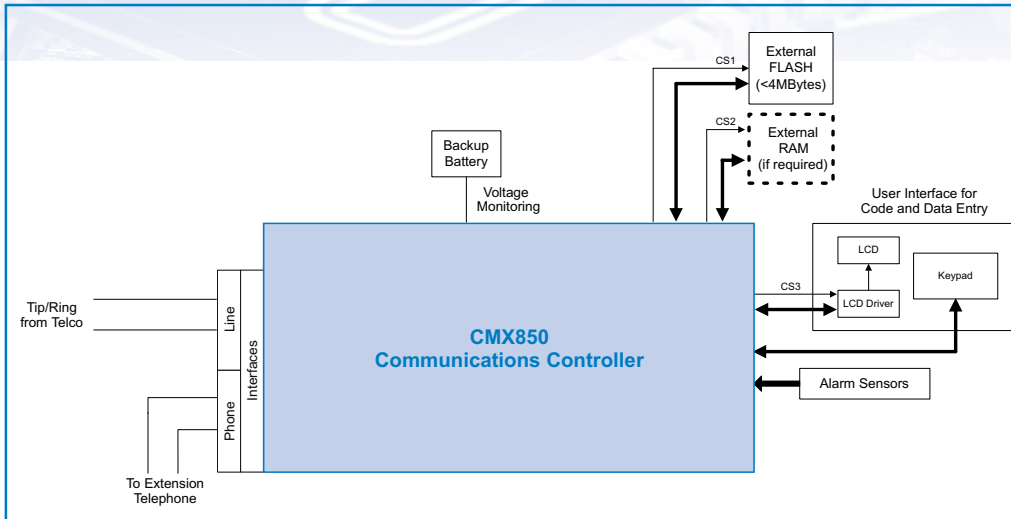 External
FLASH
(<4MBytes)
CS1
CS2
External
RAM
(if required)
Backup
Battery
Voltage
Monitoring
User Interface for
Code and Data Entry
LCD
Keypad
CS3
LCD Driver
Tip/Ring
from Telco
Line
Phone
Interfaces
CMX850
Communications Controller
Alarm Sensors
To Extension
Telephone